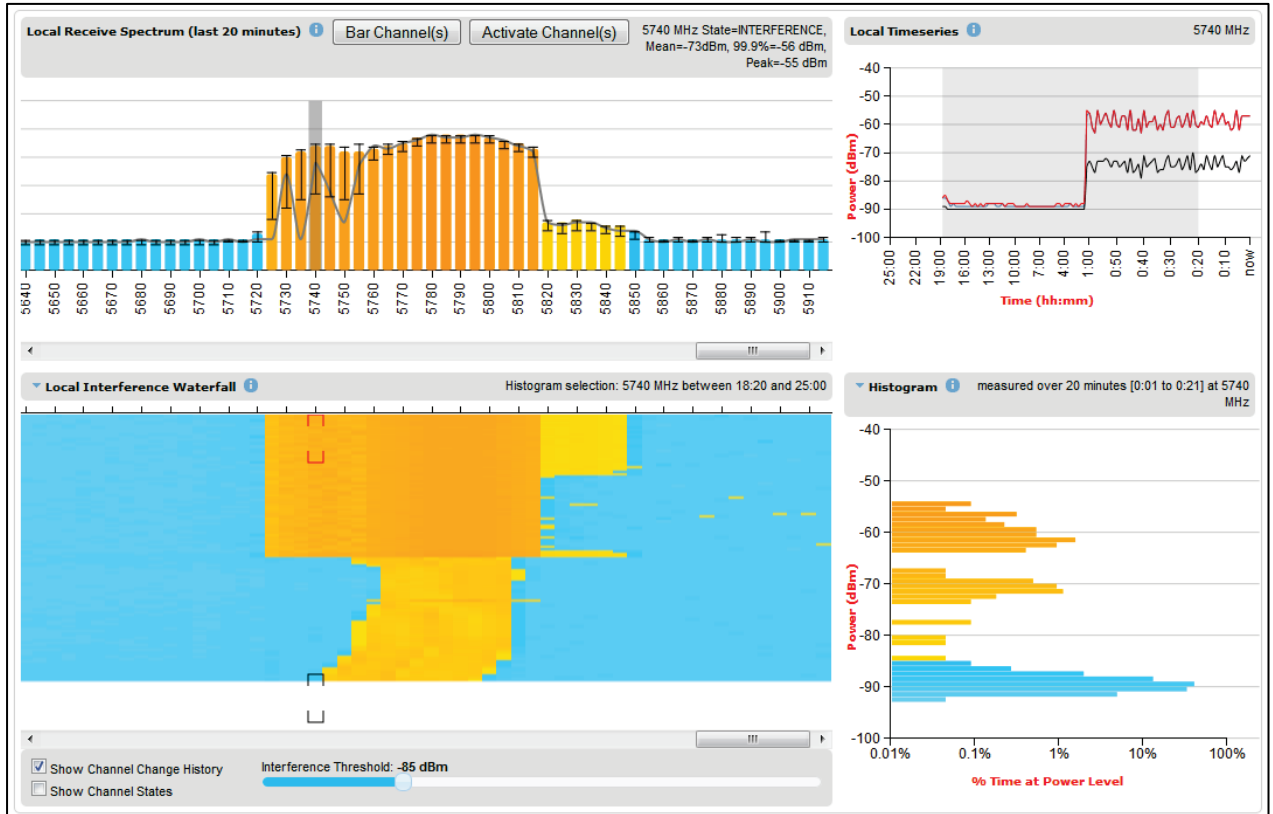 Local Receive Spectrum (last 20 minutes) i
Bar Channel(s)
Activate Channel(s)
5740 MHz State=INTERFERENCE,
Mean=-73dBm, 99.9%=-56 dBm,
Peak=-55 dBm
5640 5650 5660 5670 5680 5690 5700 5710 5720 5730 5740 5750 5760 5770 5780 5790 5800 5810 5820 5830 5840 5850 5860 5870 5880 5890 5900 5910
Local Timeseries i
5740 MHz
-40
-50
-60
-70
-80
-90
-100
Power (dBm)
25:00 22:00 19:00 16:00 13:00 10:00 7:00 4:00 1:00 0:50 0:40 0:30 0:20 0:10 now
Time (hh:mm)
Local Interference Waterfall i
Histogram selection: 5740 MHz between 18:20 and 25:00
Show Channel Change History
Show Channel States
Interference Threshold: -85 dBm
Histogram i
measured over 20 minutes [0:01 to 0:21] at 5740
MHz
-40
-50
-60
-70
-80
-90
-100
Power (dBm)
0.01% 0.1% 1% 10% 100%
% Time at Power Level